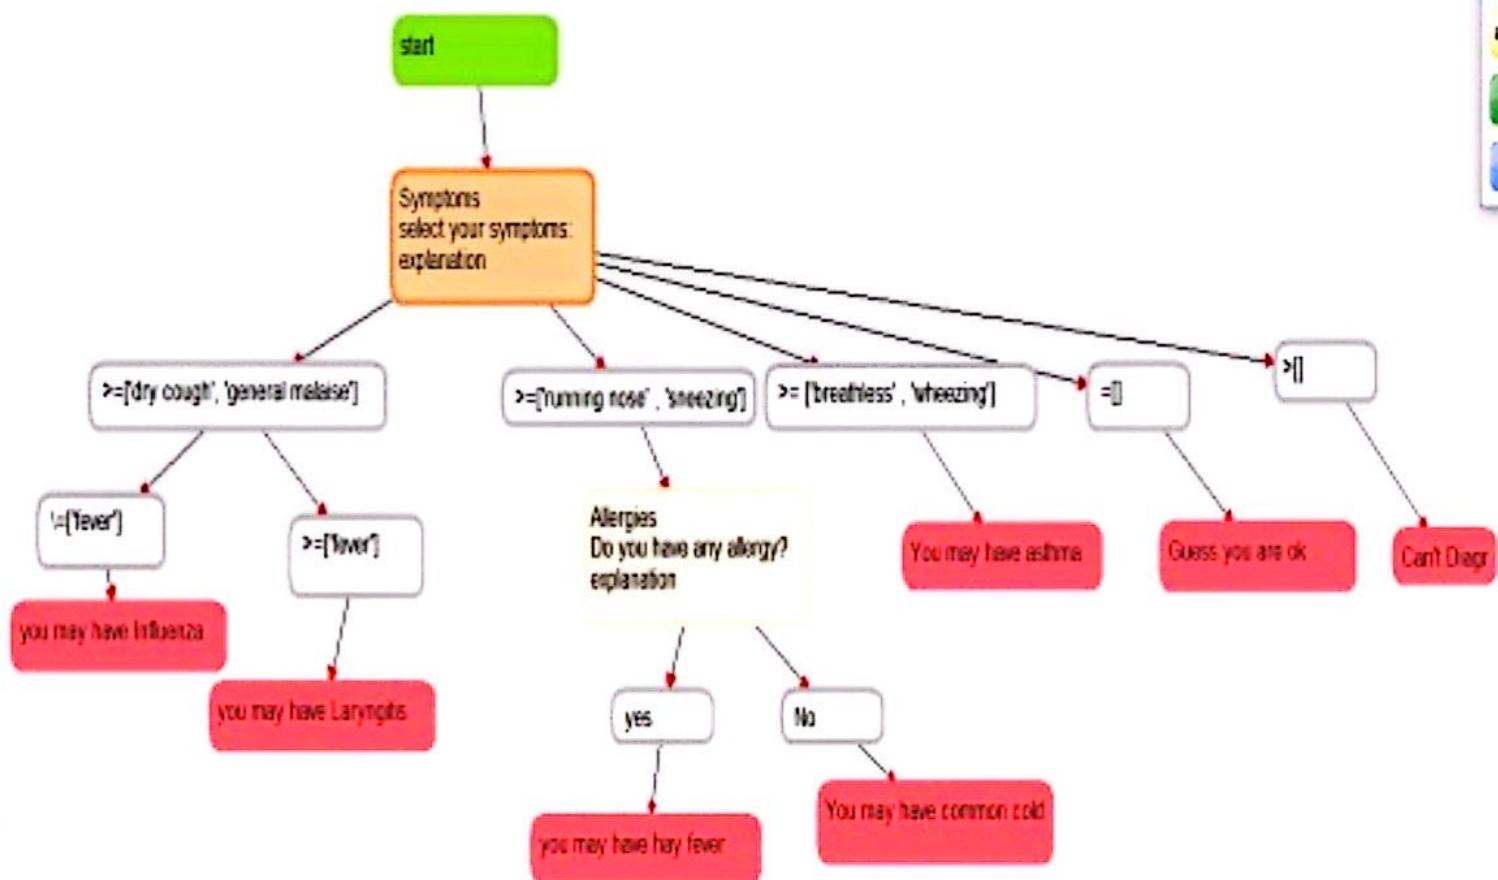 start
Symptoms
select your symptoms:
explanation
>=['dry cough', 'general malaise']
>=['running nose' , 'sneezing']
>= ['breathless' , 'wheezing']
=[]
>[]
\=['fever']
>=['fever']
Allergies
Do you have any allergy?
explanation
You may have asthma
Guess you are ok
Can't Diagr
you may have Influenza
you may have Laryngitis
yes
No
You may have common cold
you may have hay fever